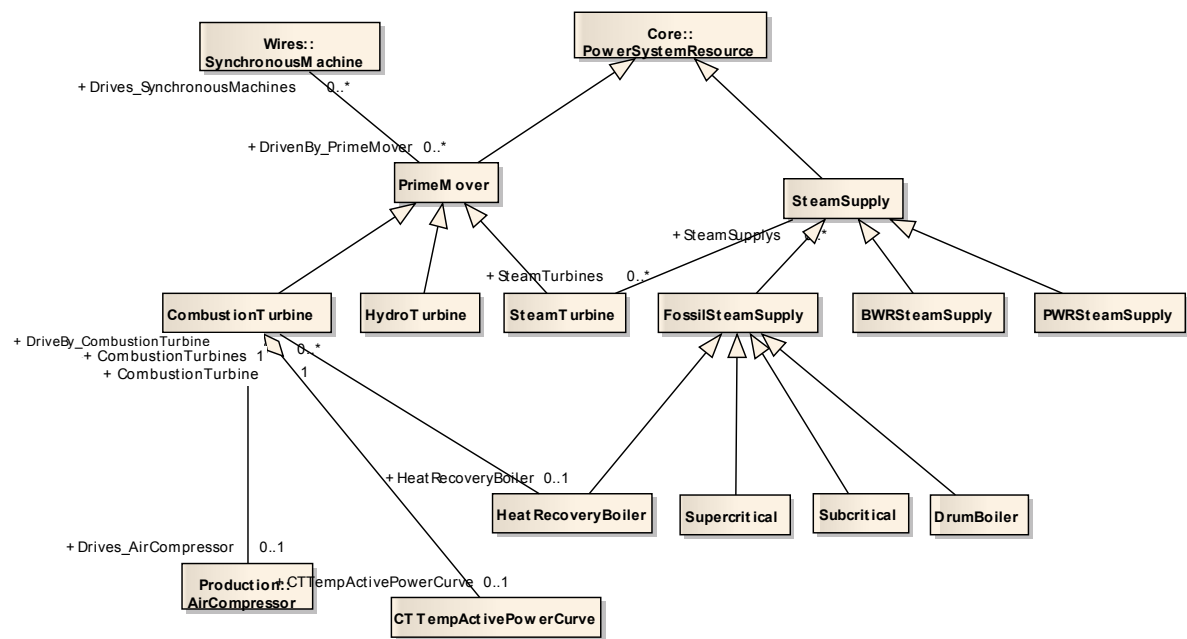 Wires::
SynchronousMachine
Core::
PowerSystemResource
+ Drives_SynchronousMachines 0..*
+ DrivenBy_PrimeMover 0..*
PrimeMover
SteamSupply
+ SteamSupplys 0..*
+ SteamTurbines 0..*
CombustionTurbine
HydroTurbine
SteamTurbine
FossilSteamSupply
BWRSteamSupply
PWRSteamSupply
+ DriveBy_CombustionTurbine
+ CombustionTurbines 1 0..*
+ CombustionTurbine 1
+ HeatRecoveryBoiler 0..1
HeatRecoveryBoiler
Supercritical
Subcritical
DrumBoiler
+ Drives_AirCompressor 0..1
Production::
AirCompressor
+ CTTempActivePowerCurve 0..1
CTTempActivePowerCurve